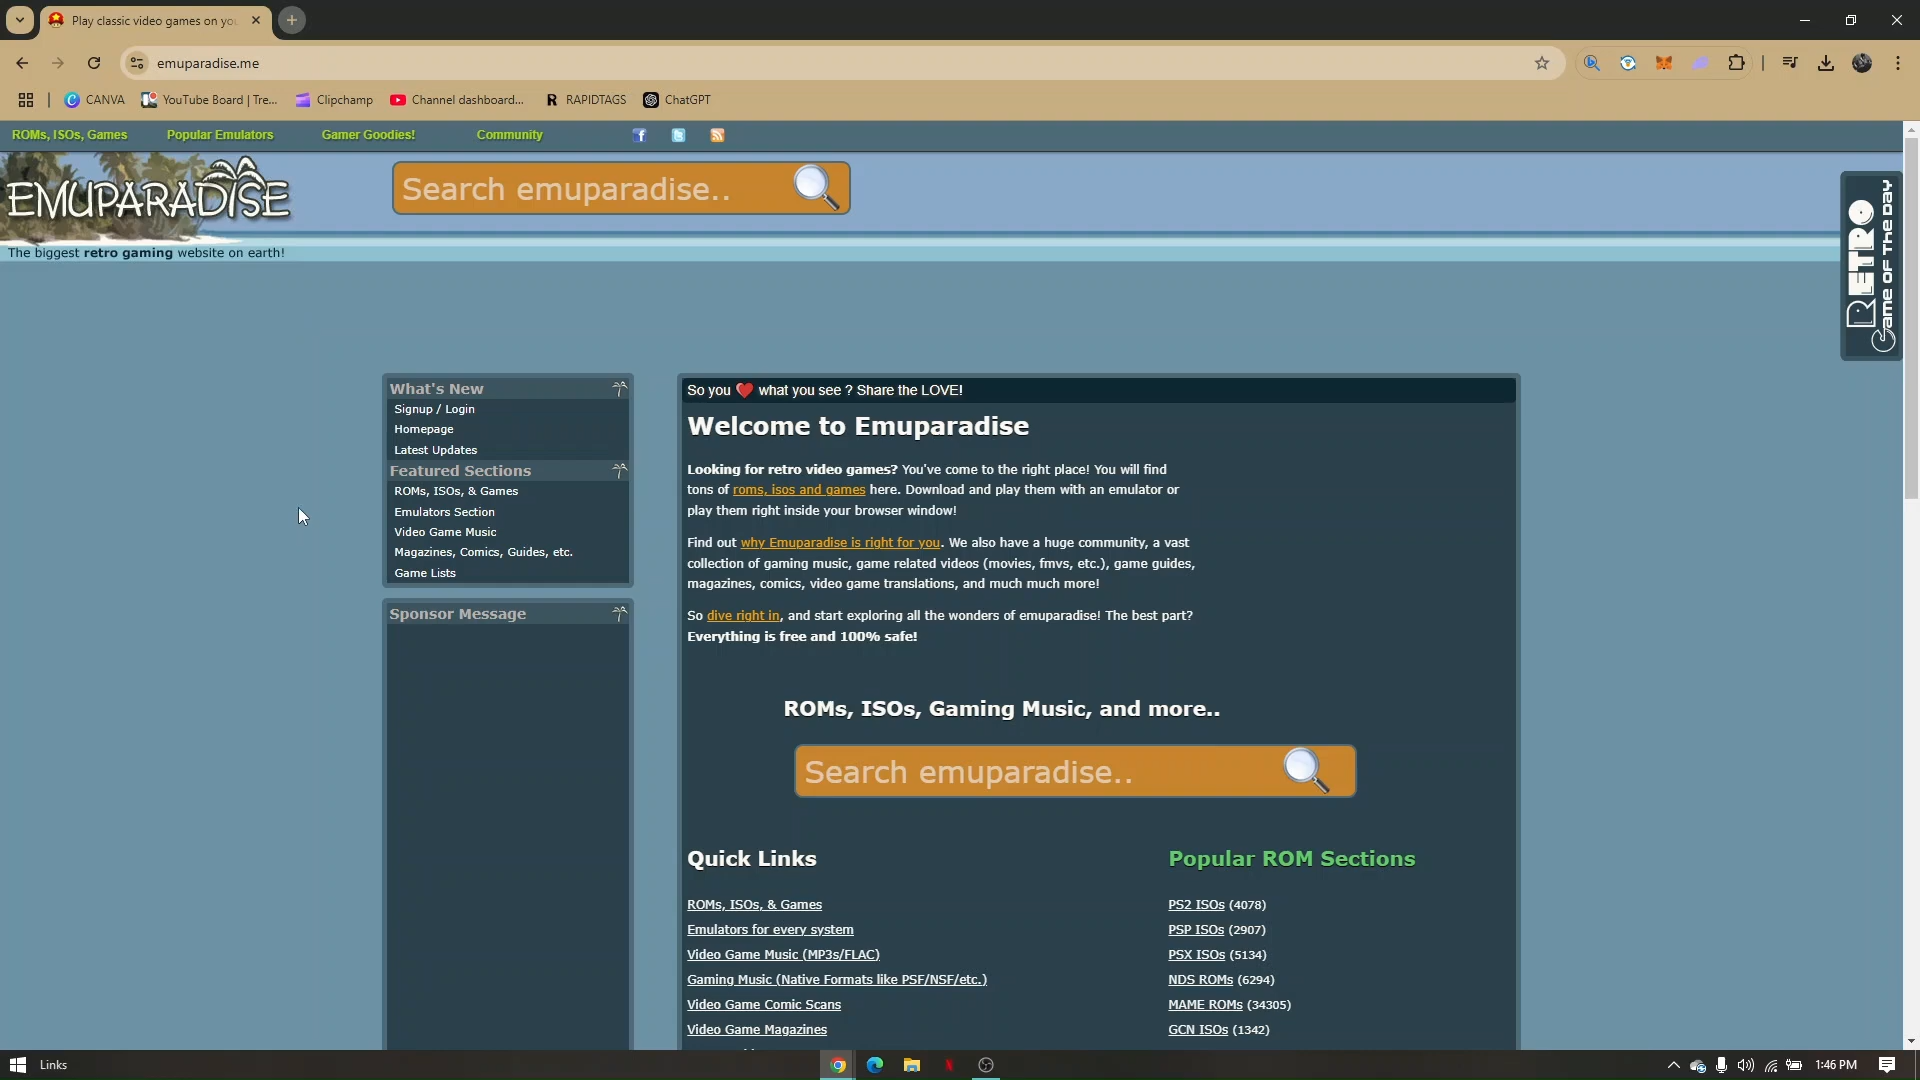 Play classic video games on you
emuparadise.me
CANVA
YouTube Board | Tre...
Clipchamp
Channel dashboard...
R RAPIDTAGS
ChatGPT
ROMs, ISOs, Games
Popular Emulators
Gamer Goodies!
Community
EMUPARADISE
Search emuparadise..
The biggest retro gaming website on earth!
RETRO
Game OF THE DAY
What's New
Signup / Login
Homepage
Latest Updates
Featured Sections
ROMs, ISOs, & Games
Emulators Section
Video Game Music
Magazines, Comics, Guides, etc.
Game Lists
Sponsor Message
So you ❤ what you see ? Share the LOVE!
Welcome to Emuparadise
Looking for retro video games? You've come to the right place! You will find
tons of roms, isos and games here. Download and play them with an emulator or
play them right inside your browser window!
Find out why Emuparadise is right for you. We also have a huge community, a vast
collection of gaming music, game related videos (movies, fmvs, etc.), game guides,
magazines, comics, video game translations, and much much more!
So dive right in, and start exploring all the wonders of emuparadise! The best part?
Everything is free and 100% safe!
ROMs, ISOs, Gaming Music, and more..
Search emuparadise..
Quick Links
ROMs, ISOs, & Games
Emulators for every system
Video Game Music (MP3s/FLAC)
Gaming Music (Native Formats like PSF/NSF/etc.)
Video Game Comic Scans
Video Game Magazines
Popular ROM Sections
PS2 ISOs (4078)
PSP ISOs (2907)
PSX ISOs (5134)
NDS ROMs (6294)
MAME ROMs (34305)
GCN ISOs (1342)
Links
1:46 PM